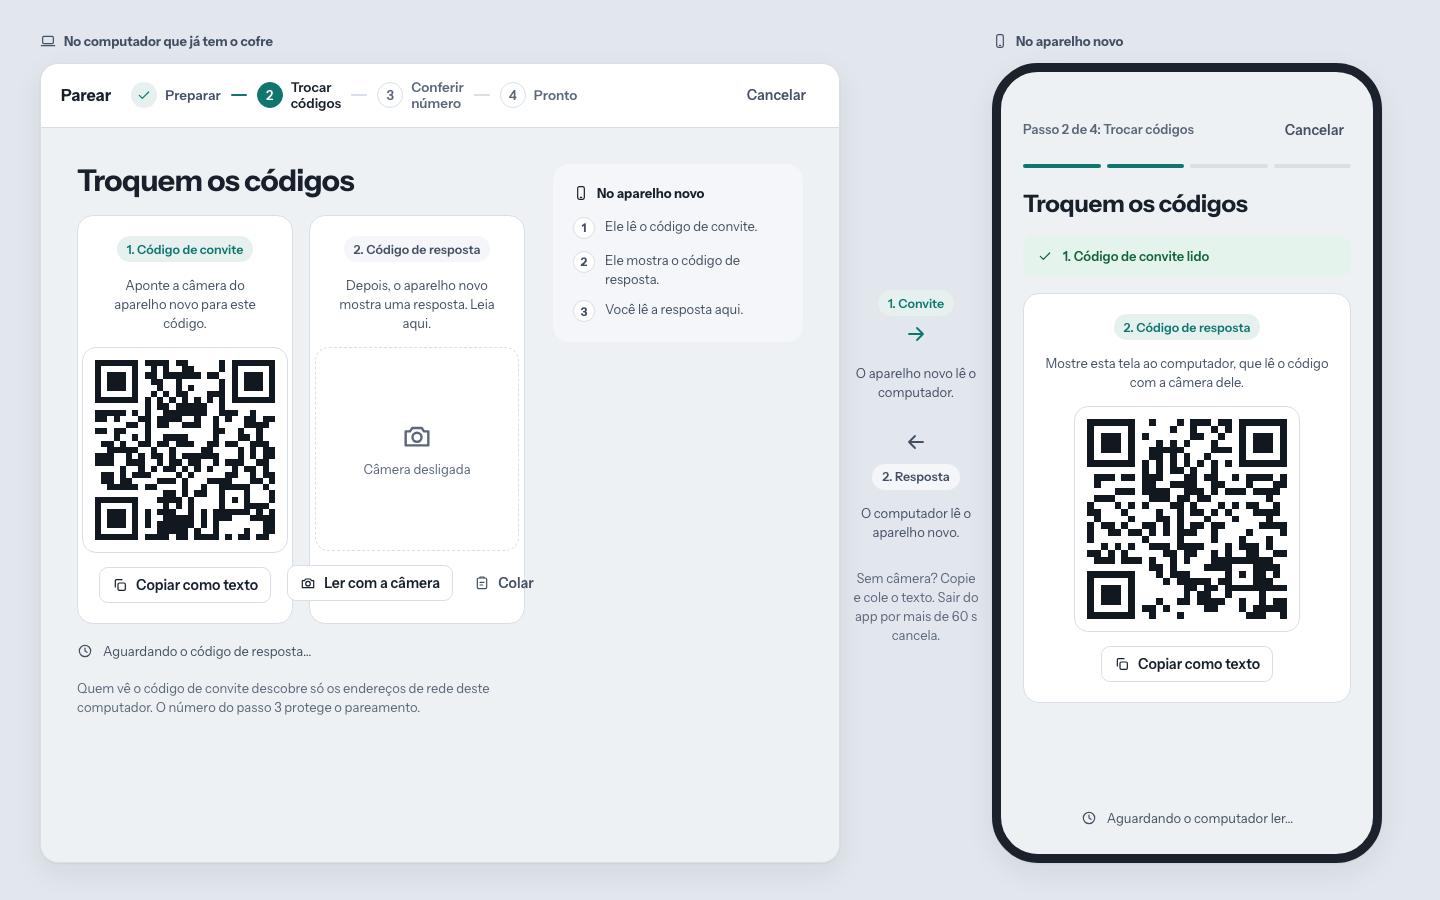 No computador que já tem o cofre
Parear
Preparar
2
Trocar
códigos
3
Conferir
número
4
Pronto
Cancelar
Troquem os códigos
1. Código de convite
Aponte a câmera do
aparelho novo para este
código.
Copiar como texto
2. Código de resposta
Depois, o aparelho novo
mostra uma resposta. Leia
aqui.
Câmera desligada
Ler com a câmera
Colar
Aguardando o código de resposta...
Quem vê o código de convite descobre só os endereços de rede deste
computador. O número do passo 3 protege o pareamento.
No aparelho novo
1 Ele lê o código de convite.
2 Ele mostra o código de
resposta.
3 Você lê a resposta aqui.
1. Convite
O aparelho novo lê o
computador.
2. Resposta
O computador lê o
aparelho novo.
Sem câmera? Copie
e cole o texto. Sair do
app por mais de 60 s
cancela.
No aparelho novo
Passo 2 de 4: Trocar códigos
Cancelar
Troquem os códigos
1. Código de convite lido
2. Código de resposta
Mostre esta tela ao computador, que lê o código
com a câmera dele.
Copiar como texto
Aguardando o computador ler...